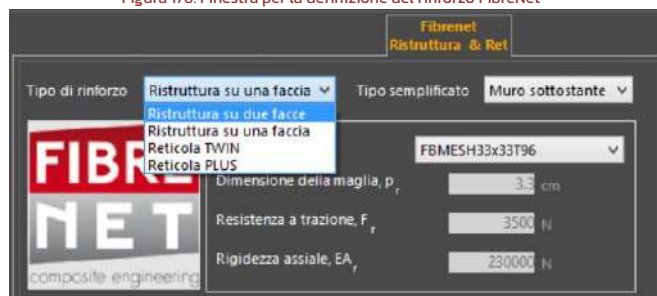 Figura 176. Finestra per la definizione del rinforzo FibreNet
Fibrenet
Ristruttura & Ret
Tipo di rinforzo Ristruttura su una faccia Tipo semplificato Muro sottostante
Ristruttura su due facce
Ristruttura su una faccia
Reticola TWIN
Reticola PLUS
FBMESH33x33T96
Dimensione della maglia, p r 3.3 cm
Resistenza a trazione, F r 3500 N
Rigidezza assiale, EA r 230000 N
FIBRE
NET
composite engineering